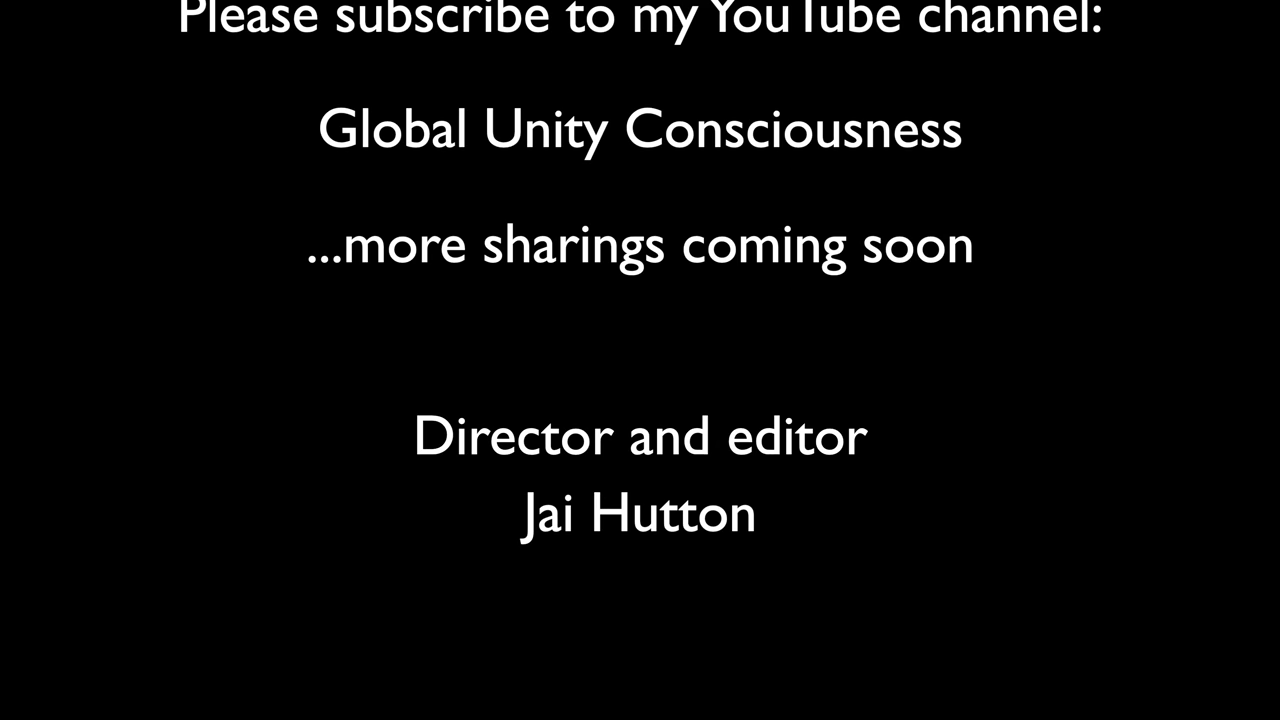 Please subscribe to my YouTube channel:
Global Unity Consciousness
...more sharings coming soon
Director and editor
Jai Hutton